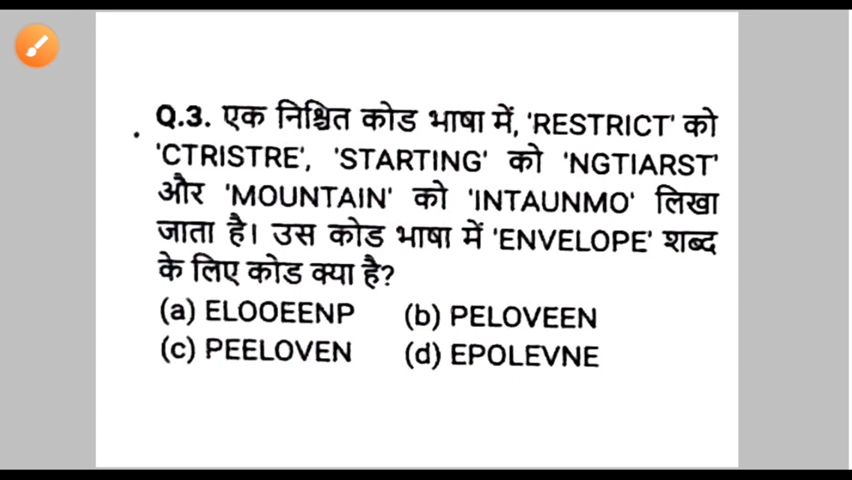 Q.3. एक निश्चित कोड भाषा में, 'RESTRICT' को
'CTRISTRE', 'STARTING' को 'NGTIARST'
और 'MOUNTAIN' को 'INTAUNMO' लिखा
जाता है। उस कोड भाषा में 'ENVELOPE' शब्द
के लिए कोड क्या है?
(a) ELOOEENP (b) PELOVEEN
(c) PEELOVEN (d) EPOLEVNE